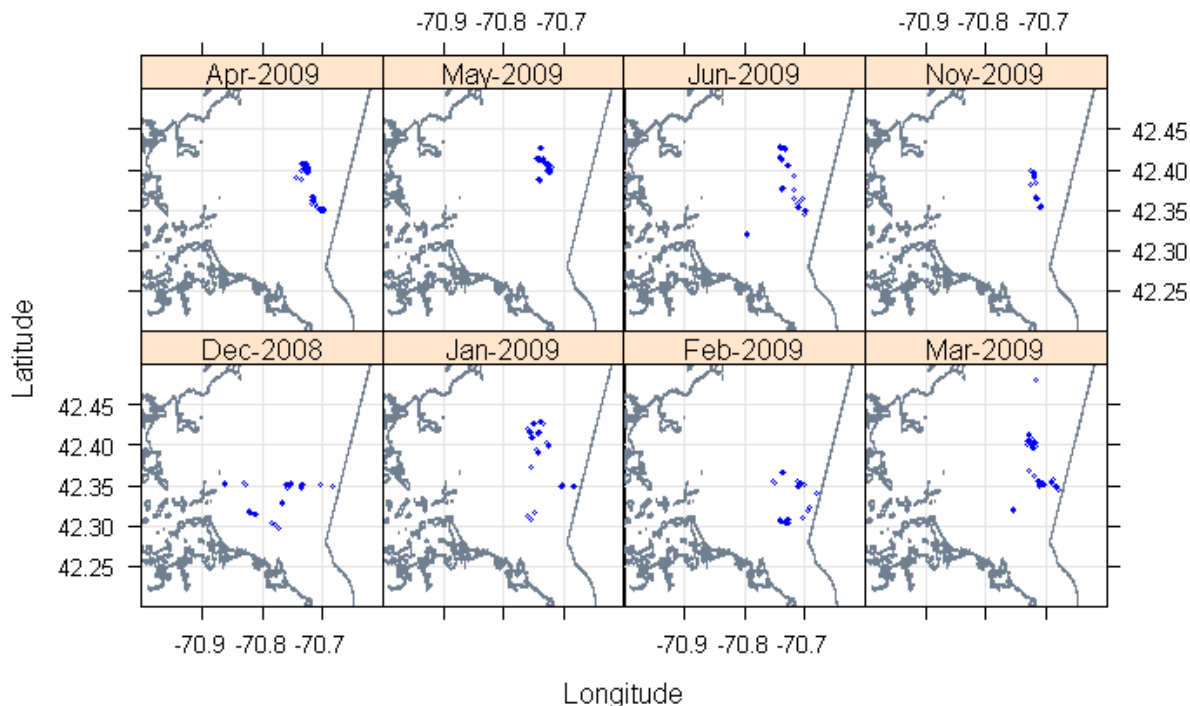 -70.9 -70.8 -70.7
-70.9 -70.8 -70.7
Apr-2009
May-2009
Jun-2009
Nov-2009
42.45
42.40
42.35
42.30
42.25
Latitude
Dec-2008
Jan-2009
Feb-2009
Mar-2009
42.45
42.40
42.35
42.30
42.25
-70.9 -70.8 -70.7
-70.9 -70.8 -70.7
Longitude